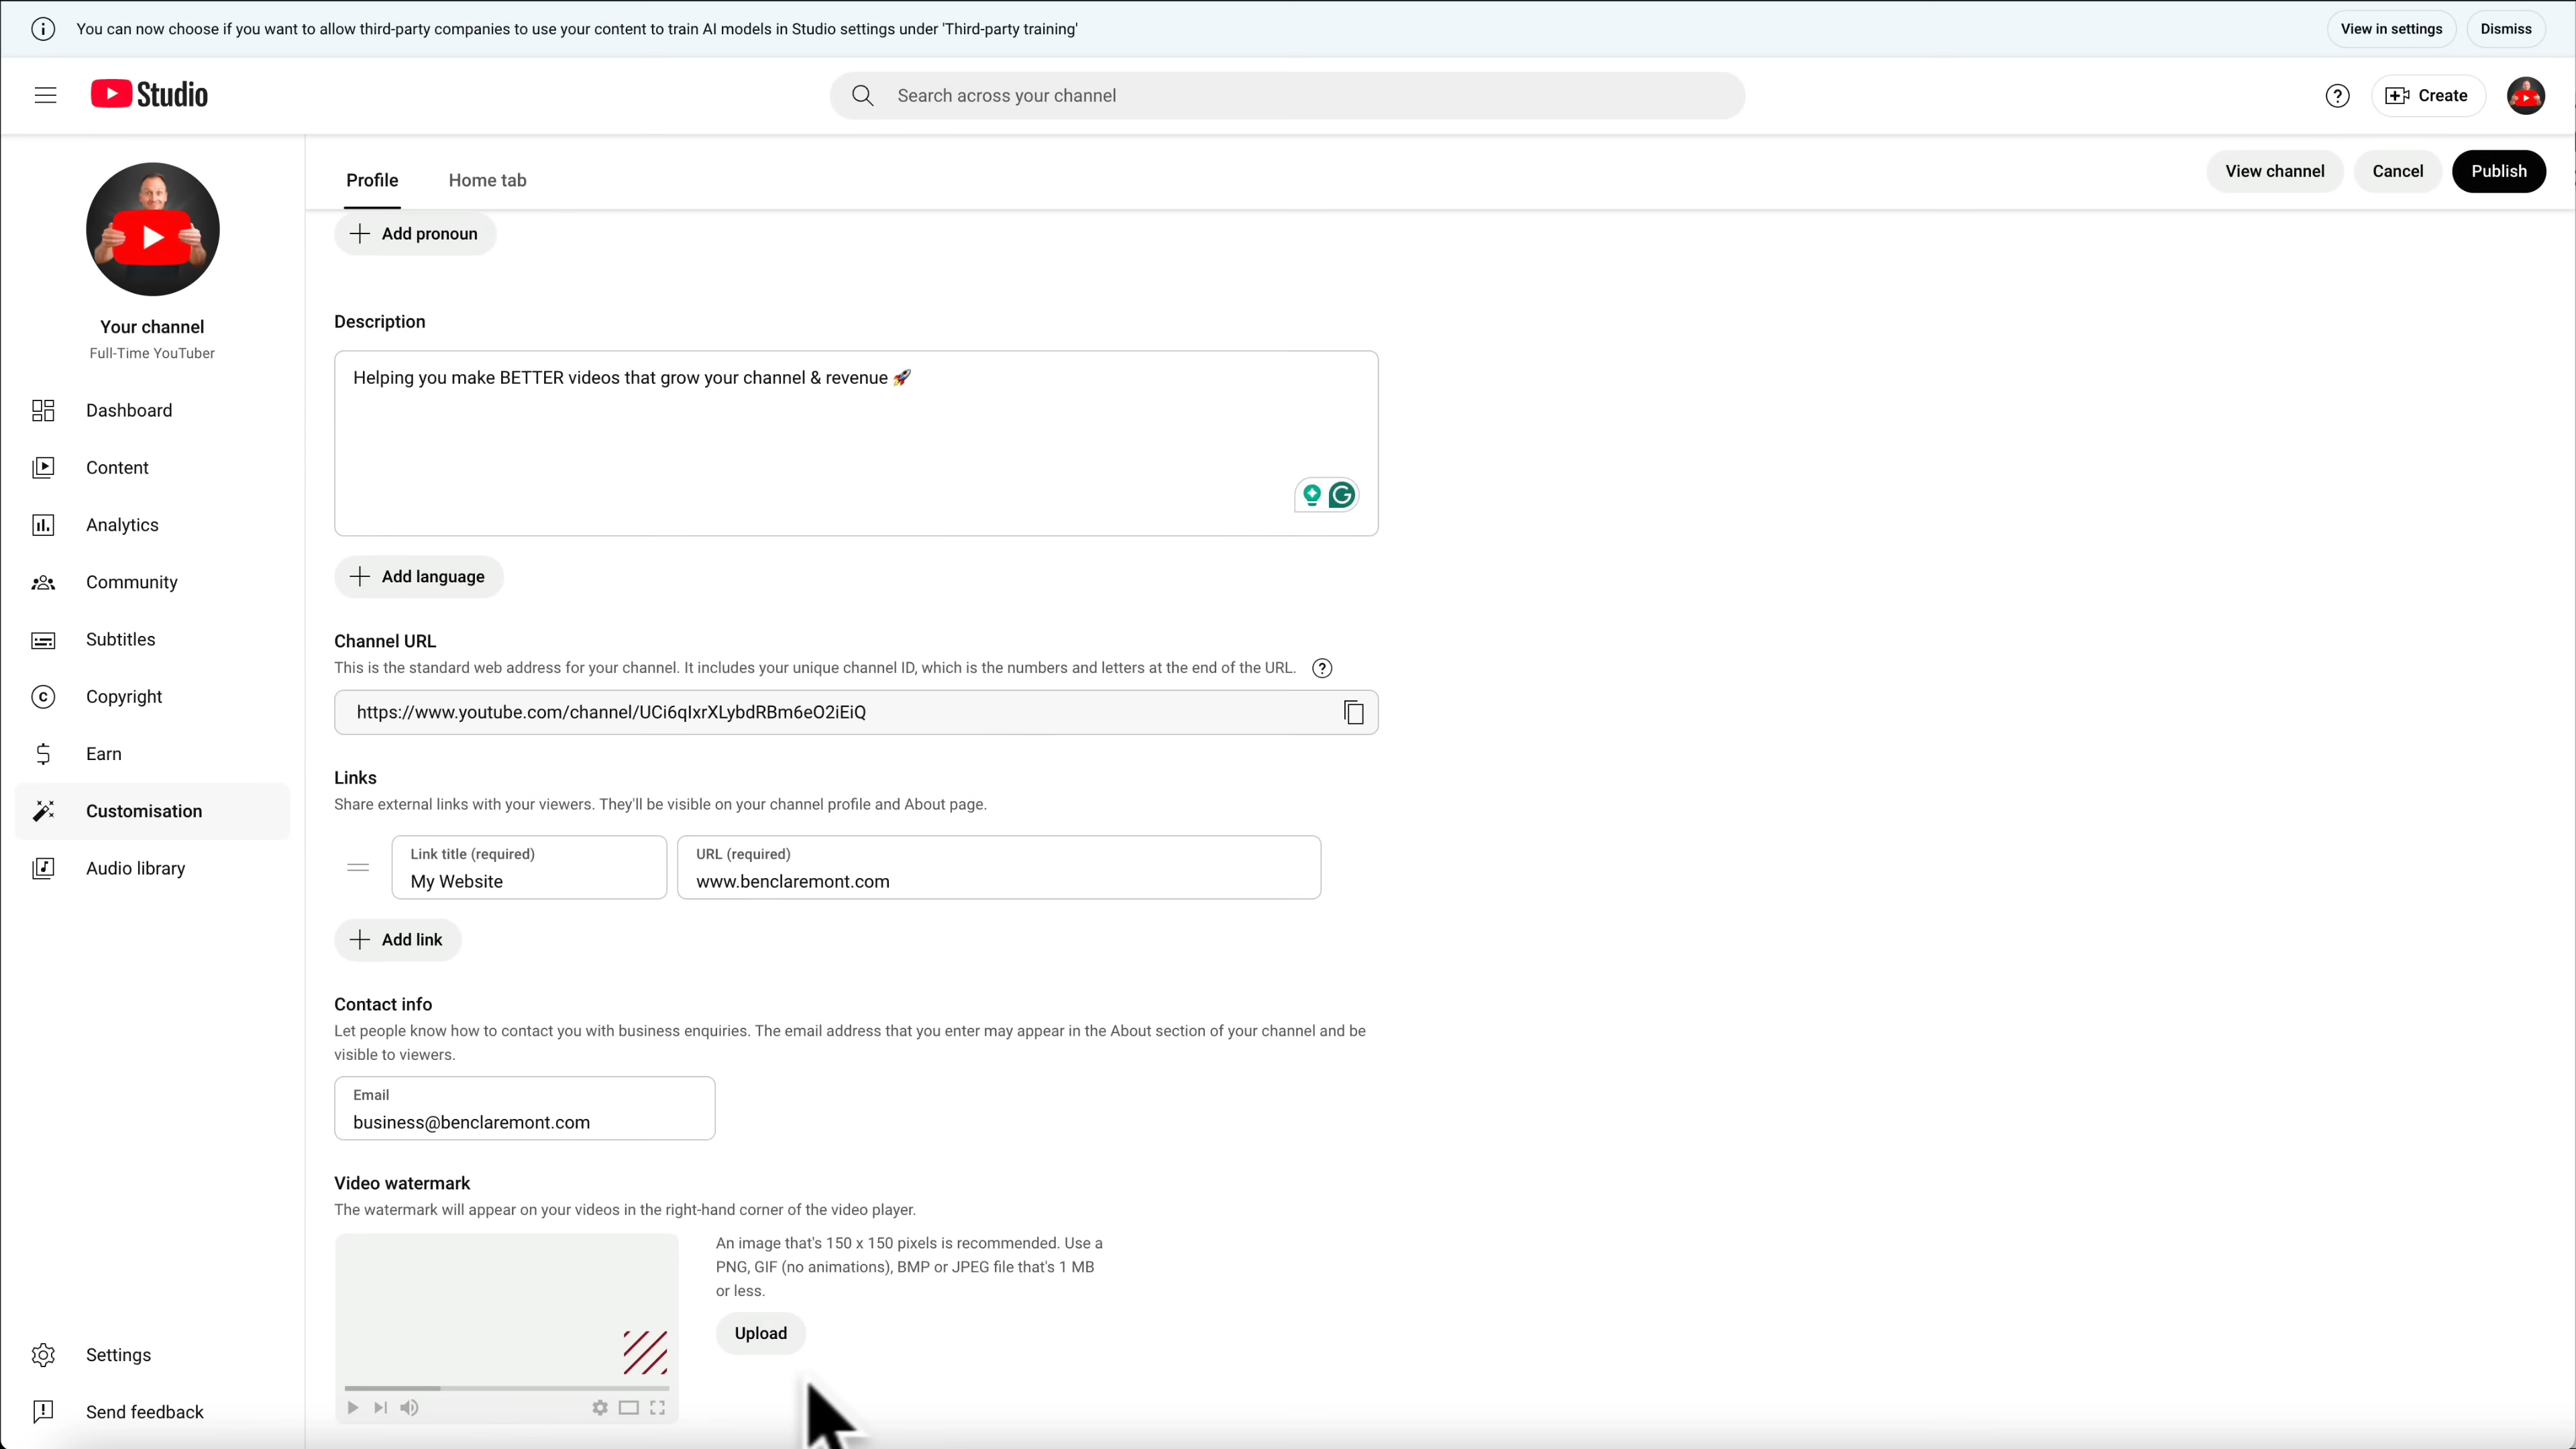 You can now choose if you want to allow third-party companies to use your content to train AI models in Studio settings under 'Third-party training'
View in settings
Dismiss
Studio
Search across your channel
Create
Profile
Home tab
View channel
Cancel
Publish
Your channel
Full-Time YouTuber
Dashboard
Content
Analytics
Community
Subtitles
Copyright
Earn
Customisation
Audio library
Settings
Send feedback
Add pronoun
Description
Helping you make BETTER videos that grow your channel & revenue 🚀
Add language
Channel URL
This is the standard web address for your channel. It includes your unique channel ID, which is the numbers and letters at the end of the URL.
https://www.youtube.com/channel/UCi6qIxrXLybdRBm6eO2iEiQ
Links
Share external links with your viewers. They'll be visible on your channel profile and About page.
Link title (required)
My Website
URL (required)
www.benclaremont.com
Add link
Contact info
Let people know how to contact you with business enquiries. The email address that you enter may appear in the About section of your channel and be
visible to viewers.
Email
business@benclaremont.com
Video watermark
The watermark will appear on your videos in the right-hand corner of the video player.
An image that's 150 x 150 pixels is recommended. Use a
PNG, GIF (no animations), BMP or JPEG file that's 1 MB
or less.
Upload